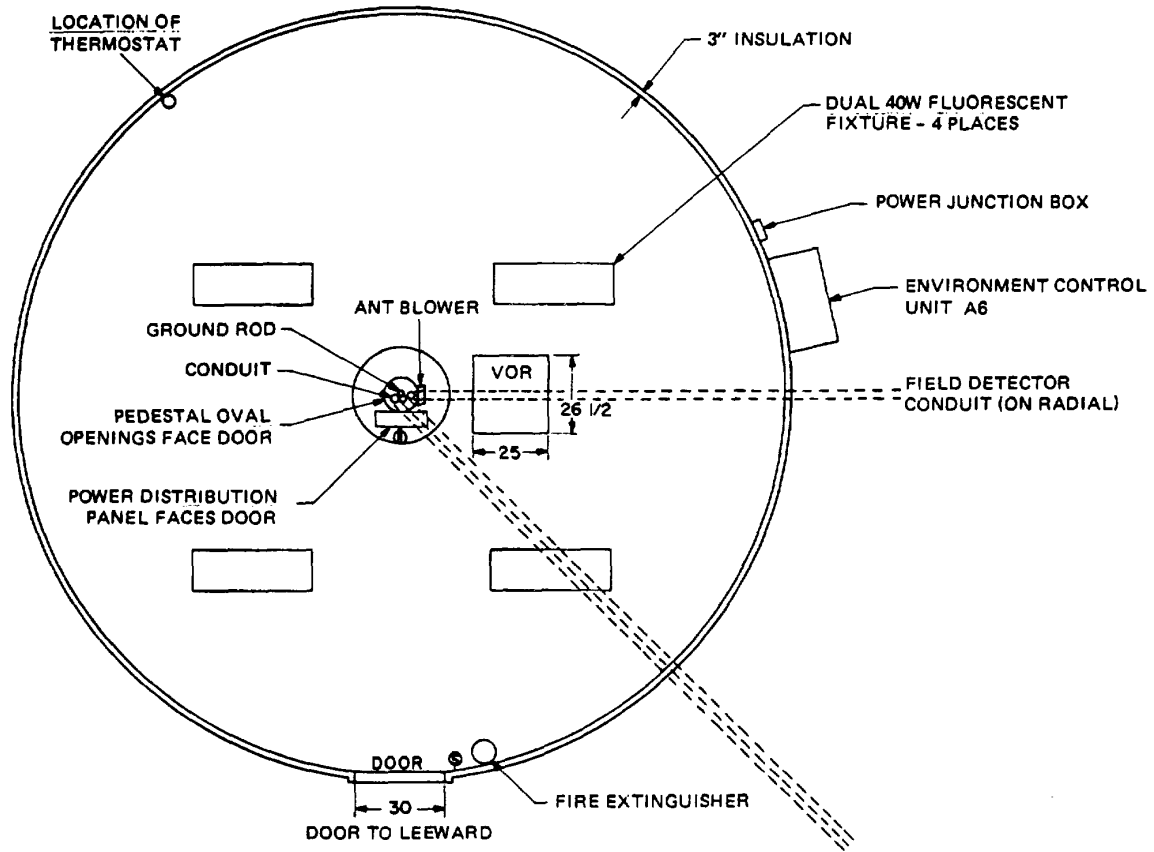 LOCATION OF
THERMOSTAT
3" INSULATION
DUAL 40W FLUORESCENT
FIXTURE - 4 PLACES
POWER JUNCTION BOX
ENVIRONMENT CONTROL
UNIT A6
ANT BLOWER
GROUND ROD
CONDUIT
PEDESTAL OVAL
OPENINGS FACE DOOR
VOR
26 1/2
25
FIELD DETECTOR
CONDUIT (ON RADIAL)
POWER DISTRIBUTION
PANEL FACES DOOR
DOOR
S
30
DOOR TO LEEWARD
FIRE EXTINGUISHER